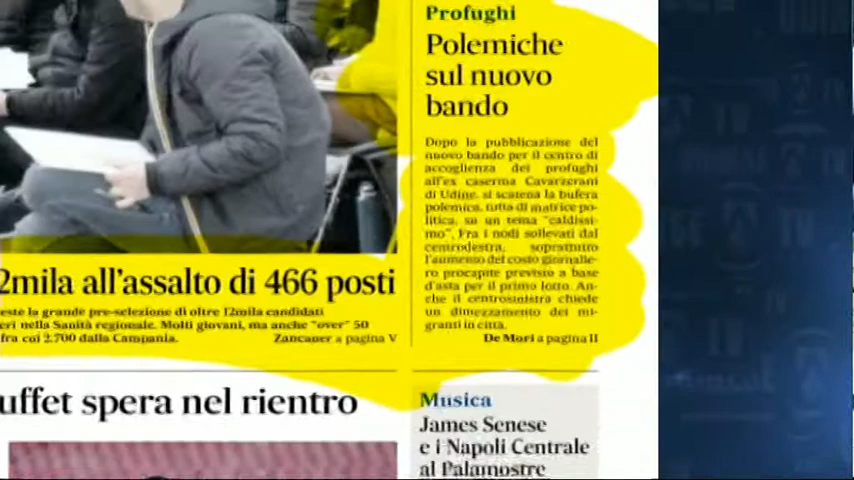 Profughi
Polemiche
sul nuovo
bando
Dopo la pubblicazione del
nuovo bando per il centro di
accoglienza dei profughi
all'ex caserma Cavarzerani
di Udine, si scatena la bufera
polemica, tutta di matrice po-
litica, su un tema "caldissi-
mo". Fra i nodi sollevati dal
centrodestra, soprattutto
l'aumento del costo giornalie-
ro procapite previsto a base
d'asta per il primo lotto. An-
che il centrosinistra chiede
un dimezzamento dei mi-
granti in città.
De Mori a pagina II
2mila all'assalto di 466 posti
este la grande pre-selezione di oltre 12mila candidati
eri nella Sanità regionale. Molti giovani, ma anche "over" 50
fra cui 2.700 dalla Campania.
Zancaner a pagina V
uffet spera nel rientro
Musica
James Senese
e i Napoli Centrale
al Palamostre